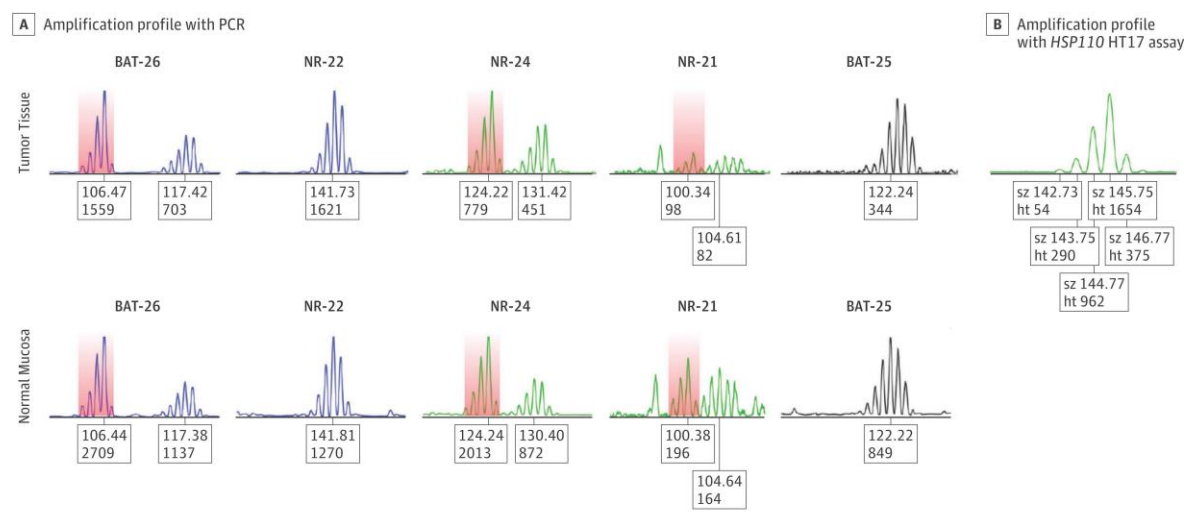 A Amplification profile with PCR
B Amplification profile
with HSP110 HT17 assay
BAT-26 NR-22 NR-24 NR-21 BAT-25
Tumor Tissue
106.47
1559
117.42
703
141.73
1621
124.22
779
131.42
451
100.34
98
104.61
82
122.24
344
sz 142.73
ht 54
sz 145.75
ht 1654
sz 143.75
ht 290
sz 146.77
ht 375
sz 144.77
ht 962
BAT-26 NR-22 NR-24 NR-21 BAT-25
Normal Mucosa
106.44
2709
117.38
1137
141.81
1270
124.24
2013
130.40
872
100.38
196
104.64
164
122.22
849